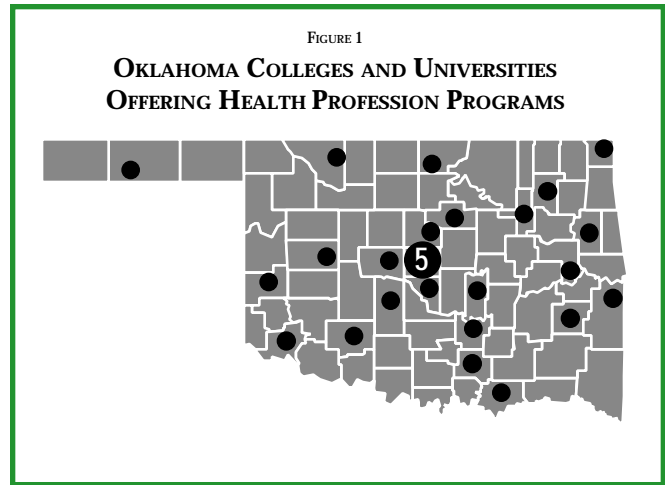 FIGURE 1
OKLAHOMA COLLEGES AND UNIVERSITIES
OFFERING HEALTH PROFESSION PROGRAMS
5